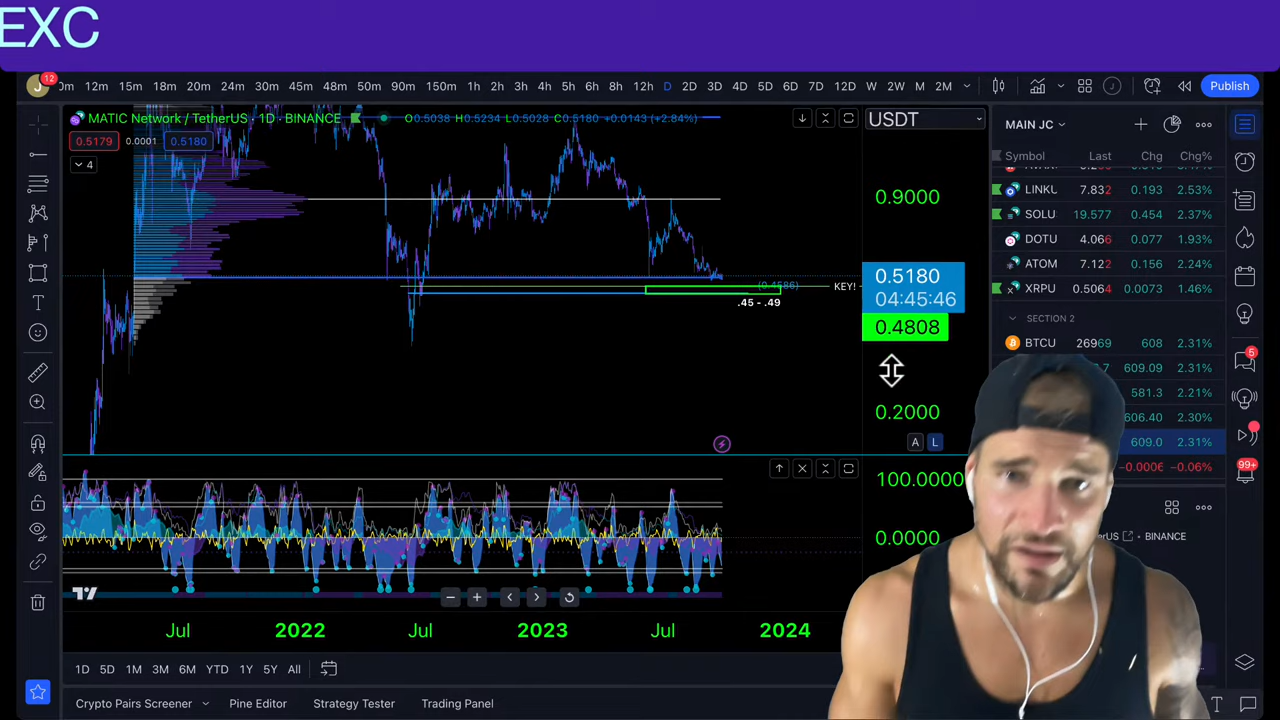 EXC
J 12 0m 12m 15m 18m 20m 24m 30m 45m 48m 50m 90m 150m 1h 2h 3h 4h 5h 6h 8h 12h D 2D 3D 4D 5D 6D 7D 12D W 2W M 2M J Publish
MATIC Network / TetherUS · 1D · BINANCE O0.5038 H0.5234 L0.5028 C0.5180 +0.0143 (+2.84%) USDT MAIN JC
0.5179 0.0001 0.5180
Symbol Last Chg Chg%
4
LINKU 7.832 0.193 2.53%
0.9000
SOLU 19.577 0.454 2.37%
DOTU 4.066 0.077 1.93%
ATOM 7.122 0.156 2.24%
0.5180
(0.4586) KEY! XRPU 0.5064 0.0073 1.46%
04:45:46
.45 - .49
SECTION 2
0.4808
BTCU 26969 608 2.31%
609.09 2.31%
581.3 2.21%
0.2000
606.40 2.30%
A L 609.0 2.31%
−0.0006 −0.06%
5
99+
100.0000
0.0000
BINANCE
Jul 2022 Jul 2023 Jul 2024
1D 5D 1M 3M 6M YTD 1Y 5Y All
Crypto Pairs Screener Pine Editor Strategy Tester Trading Panel